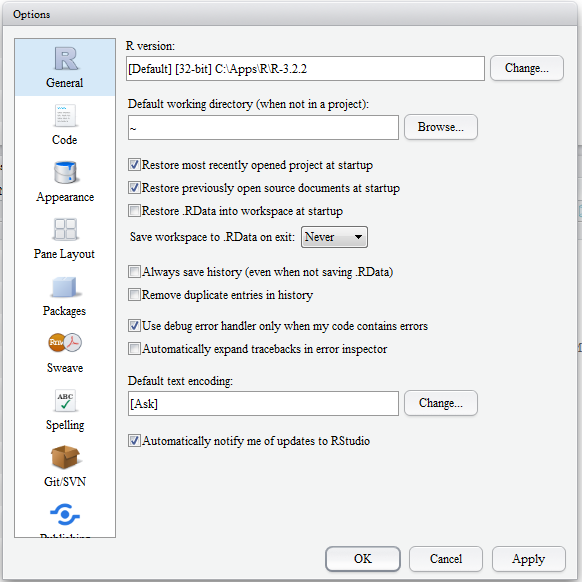 Options
R
General
Code
Appearance
Pane Layout
Packages
Rnw
Sweave
ABC
Spelling
Git/SVN
Publishing
R version:
[Default] [32-bit] C:\Apps\R\R-3.2.2
Change...
Default working directory (when not in a project):
~
Browse...
Restore most recently opened project at startup
Restore previously open source documents at startup
Restore .RData into workspace at startup
Save workspace to .RData on exit: Never
Always save history (even when not saving .RData)
Remove duplicate entries in history
Use debug error handler only when my code contains errors
Automatically expand tracebacks in error inspector
Default text encoding:
[Ask]
Change...
Automatically notify me of updates to RStudio
OK
Cancel
Apply